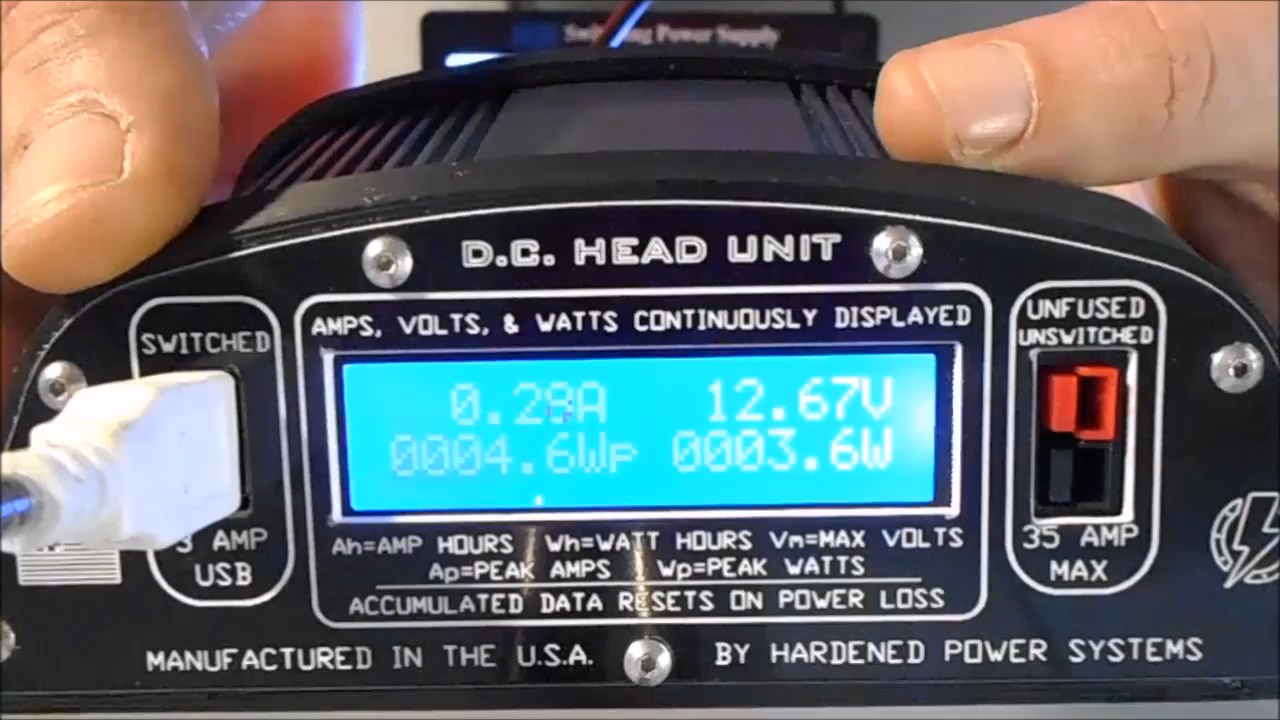 Switching Power Supply
D.C. HEAD UNIT
SWITCHED
AMPS, VOLTS, & WATTS CONTINUOUSLY DISPLAYED
UNFUSED
UNSWITCHED
0.28A 12.67V
0004.6Wp 0003.6W
3 AMP
USB
Ah=AMP HOURS Wh=WATT HOURS Vm=MAX VOLTS
Ap=PEAK AMPS Wp=PEAK WATTS
ACCUMULATED DATA RESETS ON POWER LOSS
35 AMP
MAX
MANUFACTURED IN THE U.S.A. BY HARDENED POWER SYSTEMS